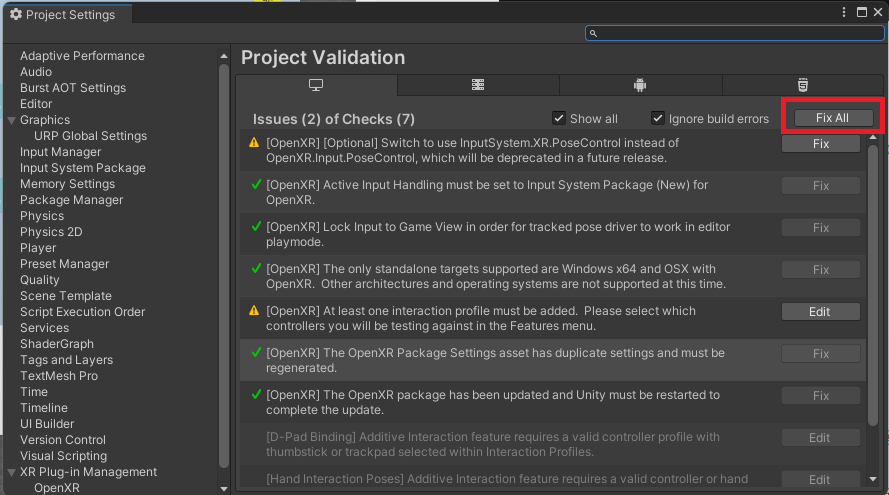 Project Settings
Adaptive Performance
Audio
Burst AOT Settings
Editor
Graphics
URP Global Settings
Input Manager
Input System Package
Memory Settings
Package Manager
Physics
Physics 2D
Player
Preset Manager
Quality
Scene Template
Script Execution Order
Services
ShaderGraph
Tags and Layers
TextMesh Pro
Time
Timeline
UI Builder
Version Control
Visual Scripting
XR Plug-in Management
OpenXR
Project Validation
Issues (2) of Checks (7)
Show all
Ignore build errors
Fix All
[OpenXR] [Optional] Switch to use InputSystem.XR.PoseControl instead of
OpenXR.Input.PoseControl, which will be deprecated in a future release.
Fix
[OpenXR] Active Input Handling must be set to Input System Package (New) for
OpenXR.
Fix
[OpenXR] Lock Input to Game View in order for tracked pose driver to work in editor
playmode.
Fix
[OpenXR] The only standalone targets supported are Windows x64 and OSX with
OpenXR.  Other architectures and operating systems are not supported at this time.
Fix
[OpenXR] At least one interaction profile must be added.  Please select which
controllers you will be testing against in the Features menu.
Edit
[OpenXR] The OpenXR Package Settings asset has duplicate settings and must be
regenerated.
Fix
[OpenXR] The OpenXR package has been updated and Unity must be restarted to
complete the update.
Fix
[D-Pad Binding] Additive Interaction feature requires a valid controller profile with
thumbstick or trackpad selected within Interaction Profiles.
Edit
[Hand Interaction Poses] Additive Interaction feature requires a valid controller or hand
Edit